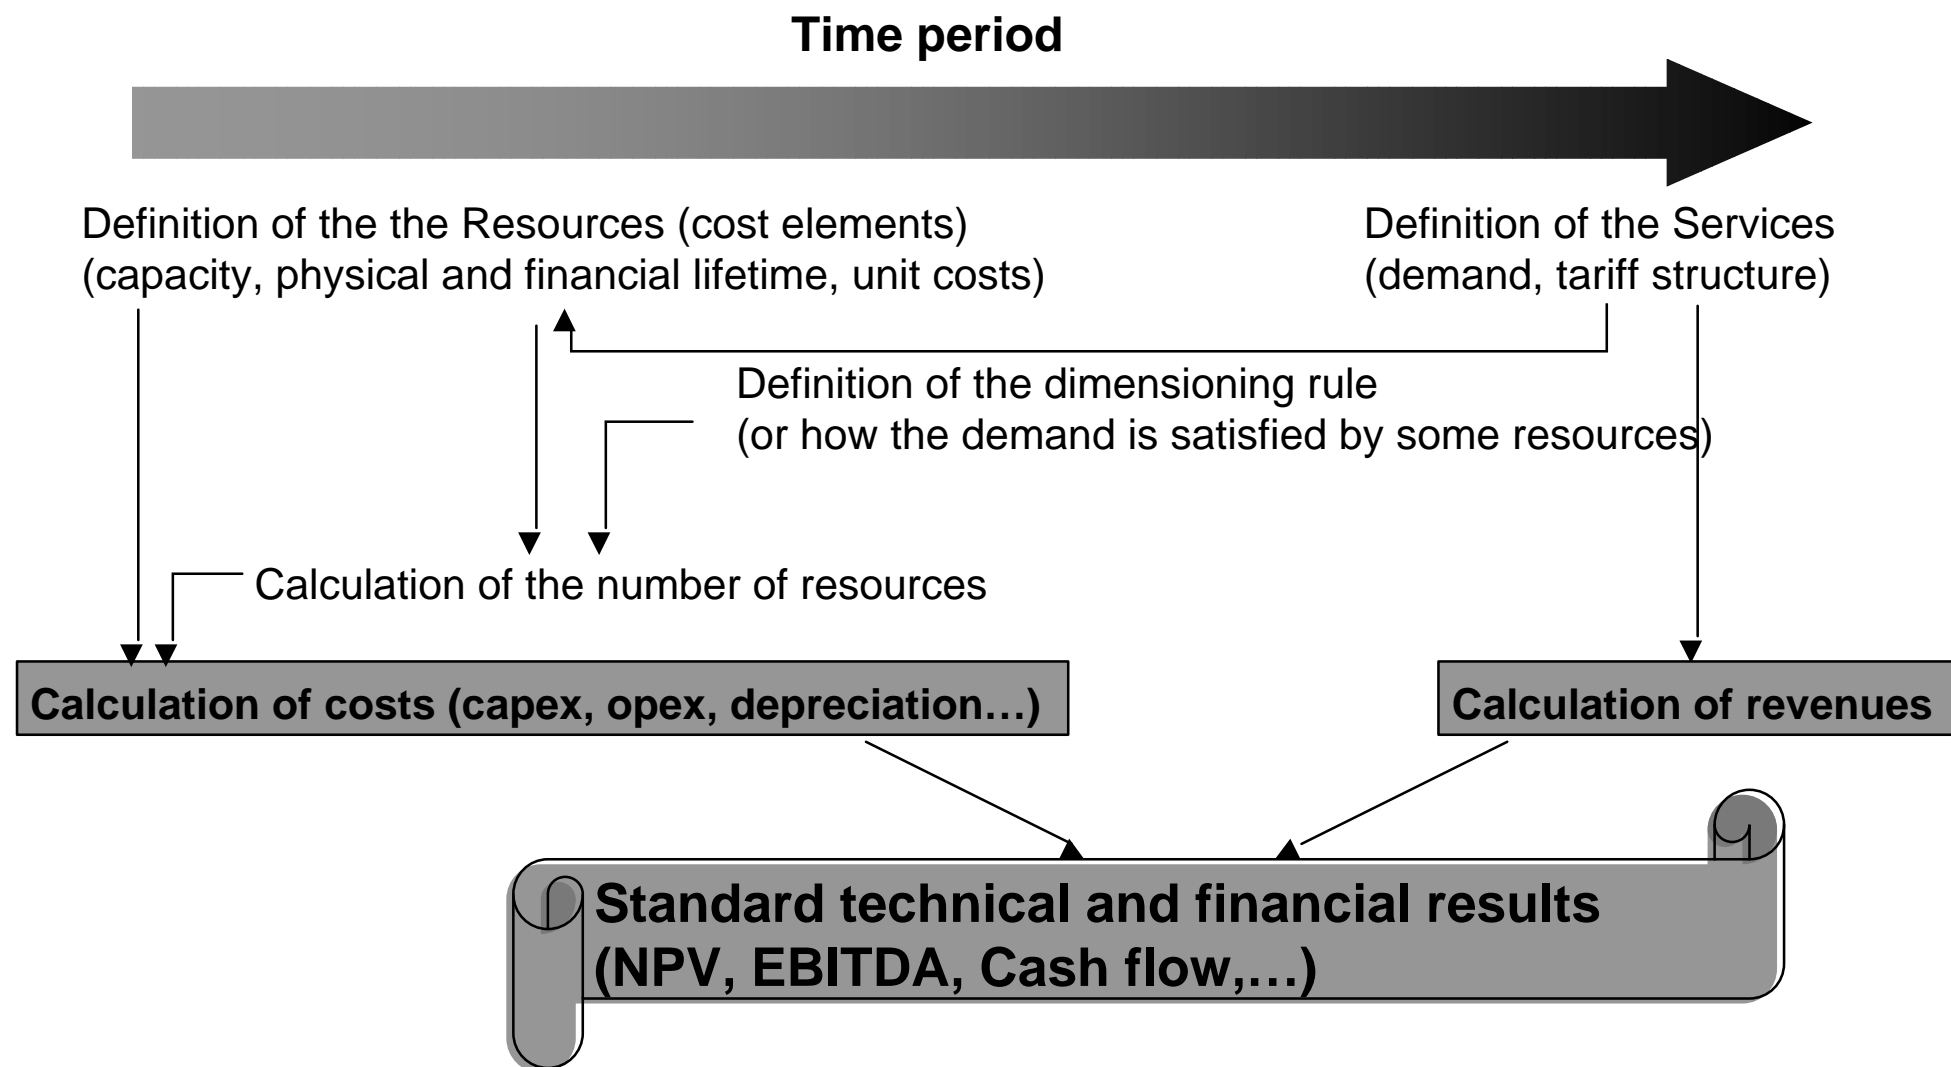 Time period
Definition of the the Resources (cost elements)
(capacity, physical and financial lifetime, unit costs)
Definition of the Services
(demand, tariff structure)
Definition of the dimensioning rule
(or how the demand is satisfied by some resources)
Calculation of the number of resources
Calculation of costs (capex, opex, depreciation…)
Calculation of revenues
Standard technical and financial results
(NPV, EBITDA, Cash flow,…)